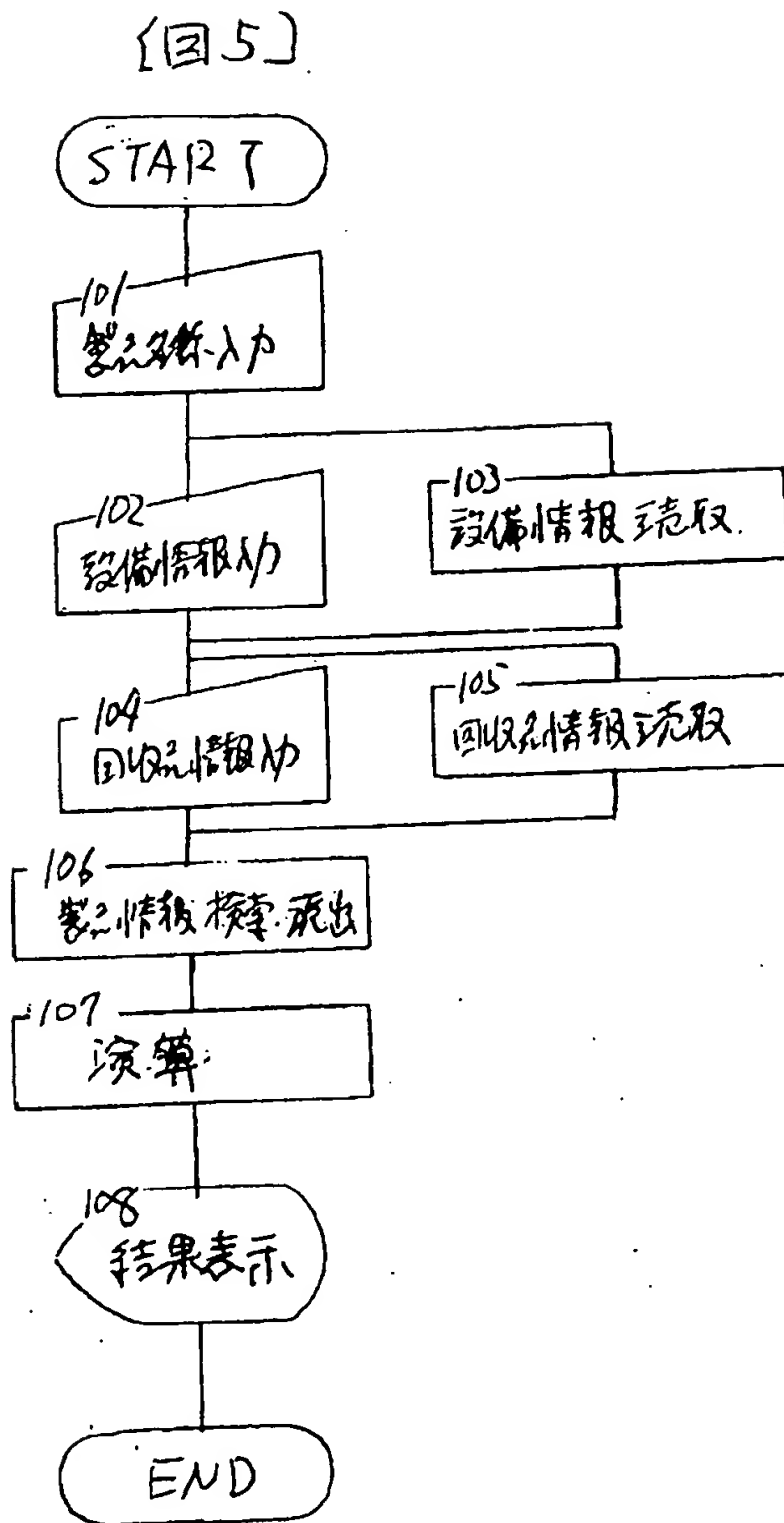 [図5]
START
101
製品名称入力
102
設備情報入力
103
設備情報読取
104
回収品情報入力
105
回収品情報読取
106
製品情報検索・読出
107
演算
108
結果表示
END